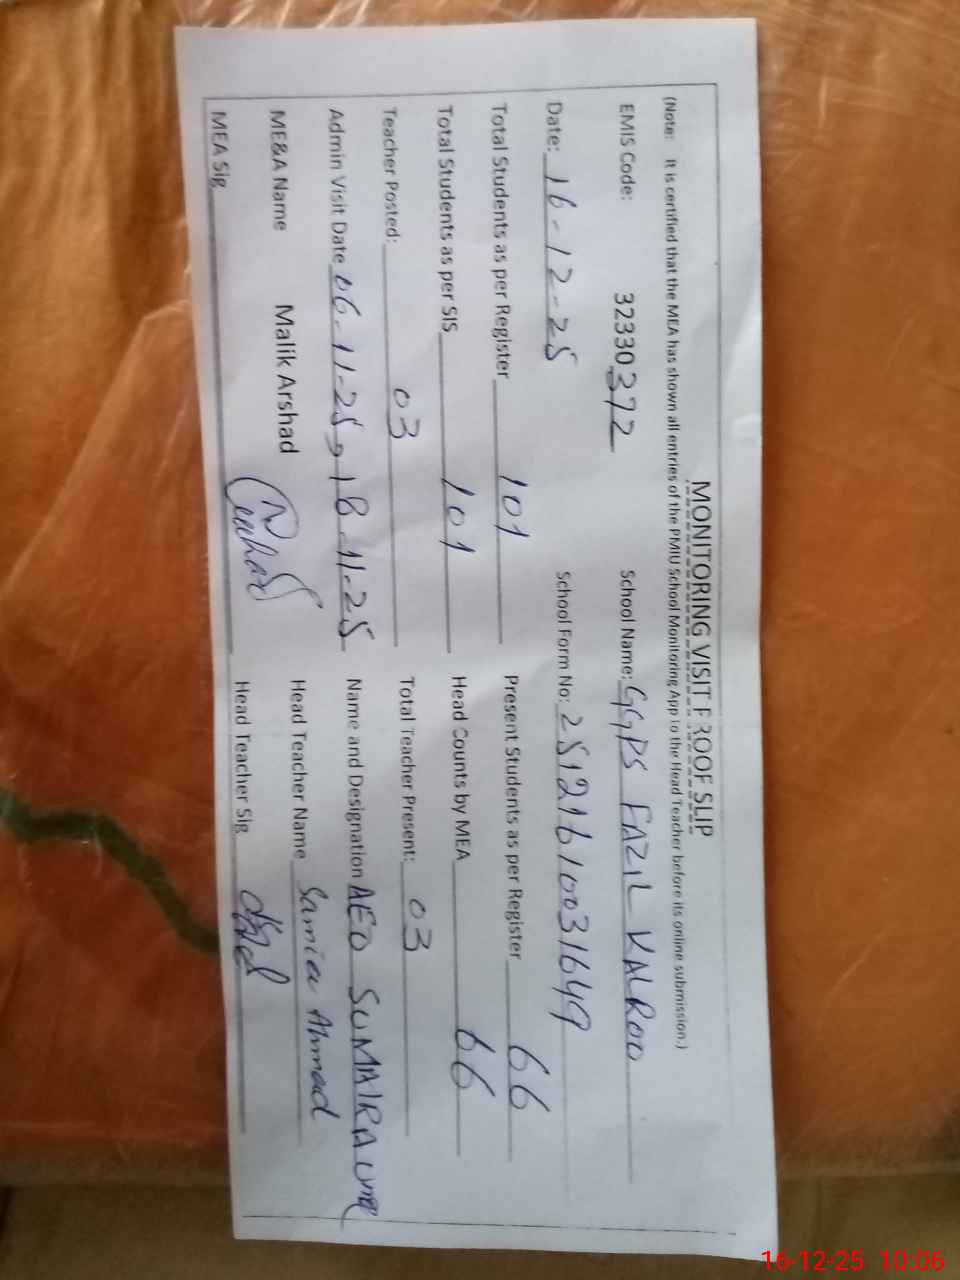 MONITORING VISIT PROOF SLIP
(Note: It is certified that the MEA has shown all entries of the PMIU School Monitoring App to the Head Teacher before its online submission.)
EMIS Code: 32330372 School Name: GGPS FAZIL KALROO
Date: 16-12-25 School Form No: 25121610031649
Total Students as per Register 101 Present Students as per Register 66
Total Students as per SIS 101 Head Counts by MEA 66
Teacher Posted: 03 Total Teacher Present: 03
Admin Visit Date 06-11-25, 18-11-25 Name and Designation AEO SUMAIRA
ME&A Name Malik Arshad Head Teacher Name Samia Ahmad
MEA Sig Head Teacher Sig
16-12-25 10:06